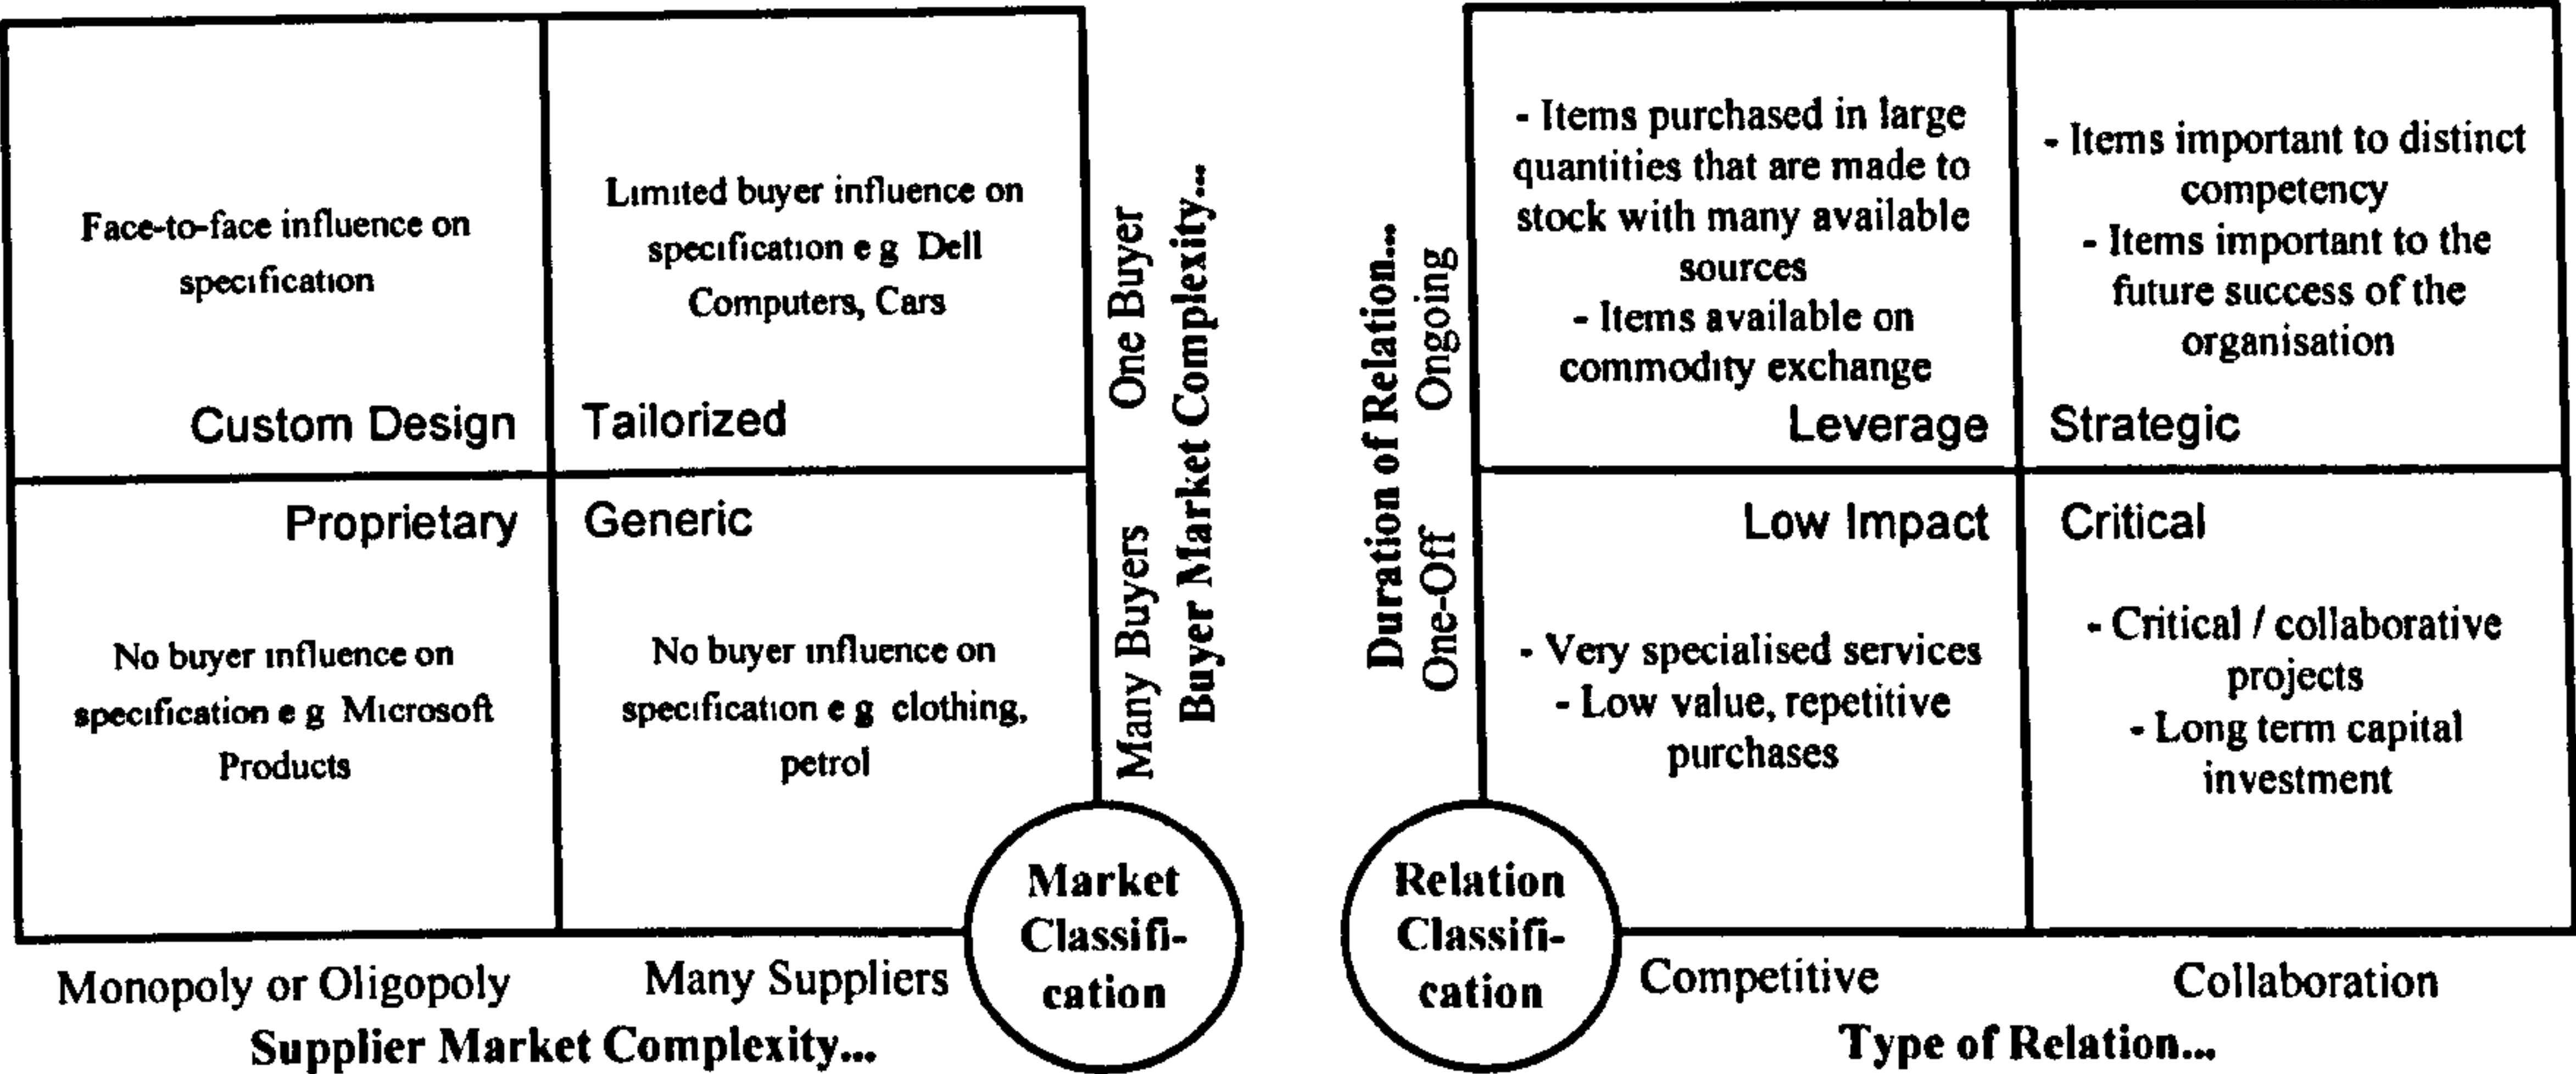 Face-to-face influence on
specification
Custom Design
Limited buyer influence on
specification e g Dell
Computers, Cars
Tailorized
Proprietary
No buyer influence on
specification e g Microsoft
Products
Generic
No buyer influence on
specification e g clothing,
petrol
One Buyer
Many Buyers
Buyer Market Complexity...
Monopoly or Oligopoly
Many Suppliers
Supplier Market Complexity...
Market
Classifi-
cation
Duration of Relation...
Ongoing
One-Off
- Items purchased in large
quantities that are made to
stock with many available
sources
- Items available on
commodity exchange
Leverage
- Items important to distinct
competency
- Items important to the
future success of the
organisation
Strategic
Low Impact
- Very specialised services
- Low value, repetitive
purchases
Critical
- Critical / collaborative
projects
- Long term capital
investment
Relation
Classifi-
cation
Competitive
Collaboration
Type of Relation...